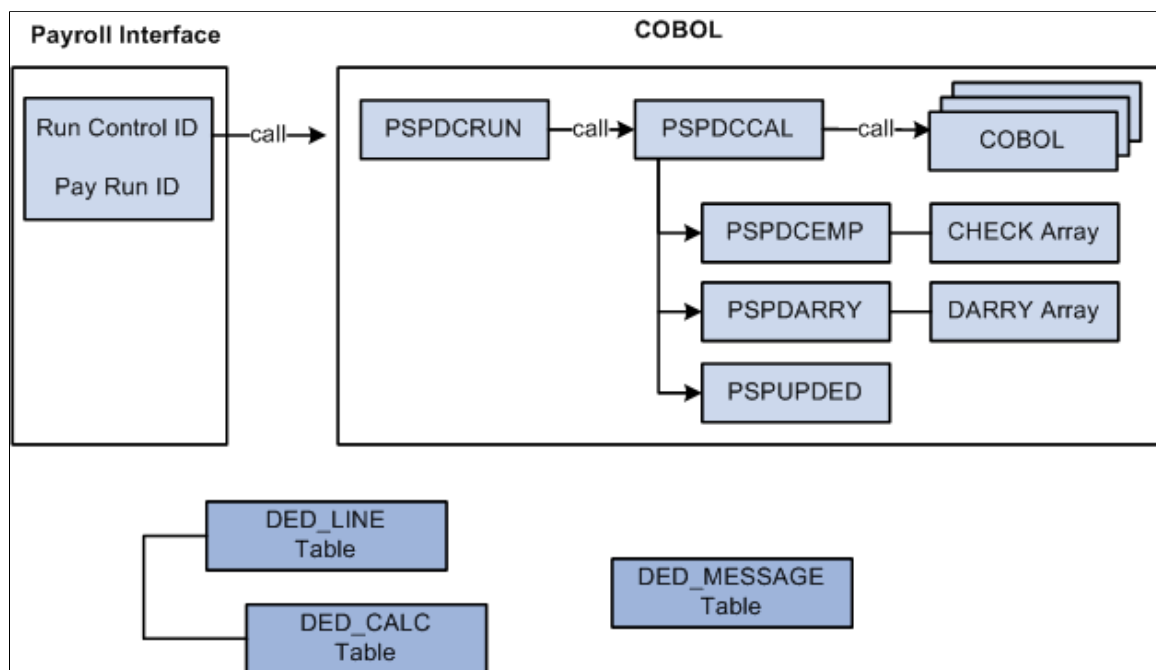 Payroll Interface
COBOL
Run Control ID
Pay Run ID
call
PSPDCRUN
call
PSPDCCAL
call
COBOL
PSPDCEMP
CHECK Array
PSPDARRY
DARRY Array
PSPUPDED
DED_LINE
Table
DED_MESSAGE
Table
DED_CALC
Table